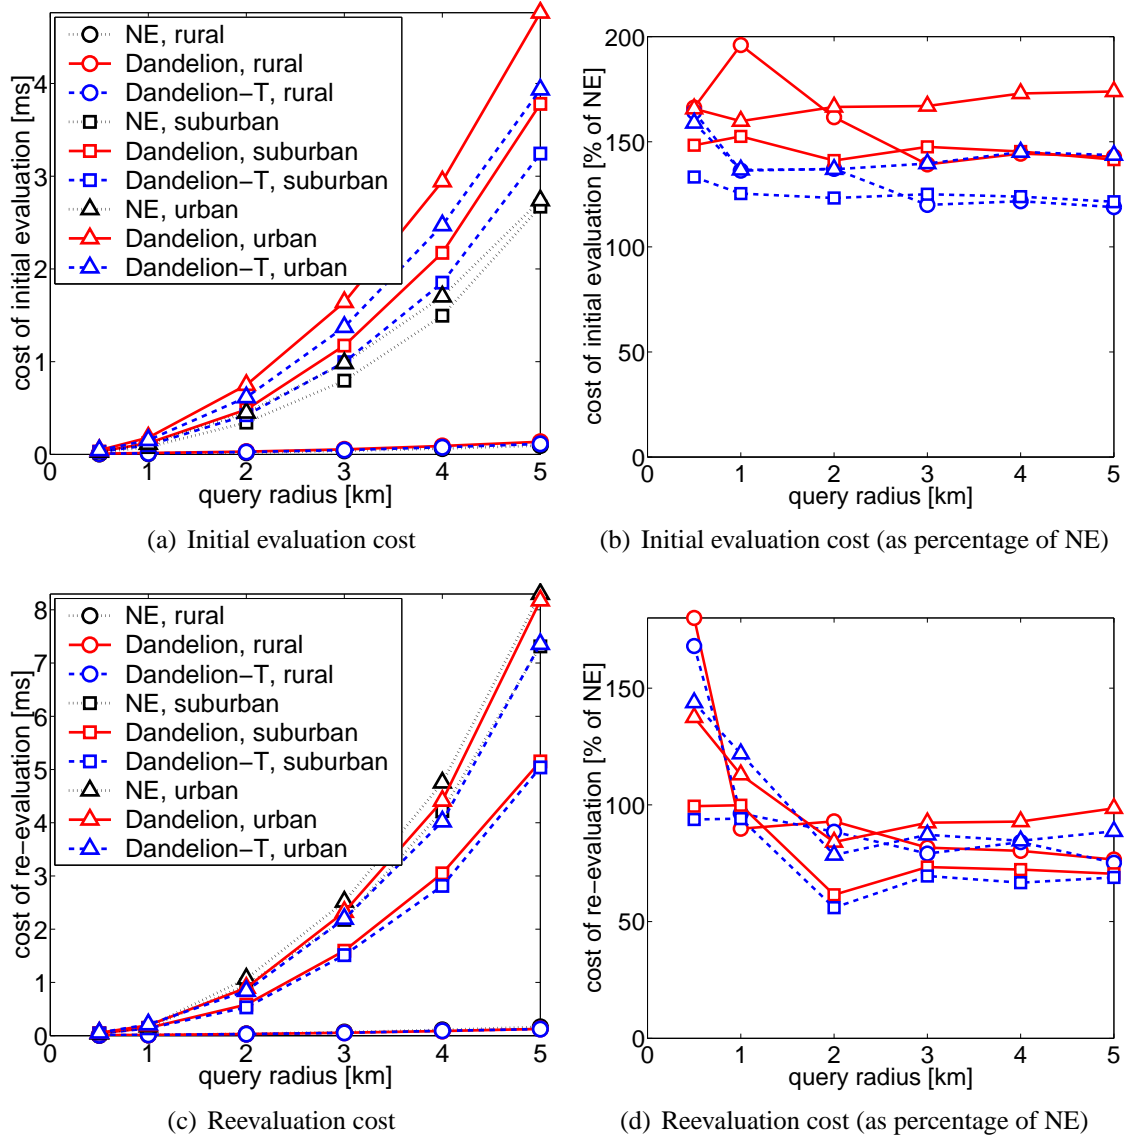 cost of initial evaluation [ms]
4
3
2
1
0
NE, rural
Dandelion, rural
Dandelion-T, rural
NE, suburban
Dandelion, suburban
Dandelion-T, suburban
NE, urban
Dandelion, urban
Dandelion-T, urban
0 1 2 3 4 5
query radius [km]
(a) Initial evaluation cost
cost of initial evaluation [% of NE]
200
150
100
50
0
0 1 2 3 4 5
query radius [km]
(b) Initial evaluation cost (as percentage of NE)
cost of re-evaluation [ms]
8
7
6
5
4
3
2
1
0
NE, rural
Dandelion, rural
Dandelion-T, rural
NE, suburban
Dandelion, suburban
Dandelion-T, suburban
NE, urban
Dandelion, urban
Dandelion-T, urban
0 1 2 3 4 5
query radius [km]
(c) Reevaluation cost
cost of re-evaluation [% of NE]
150
100
50
0
0 1 2 3 4 5
query radius [km]
(d) Reevaluation cost (as percentage of NE)